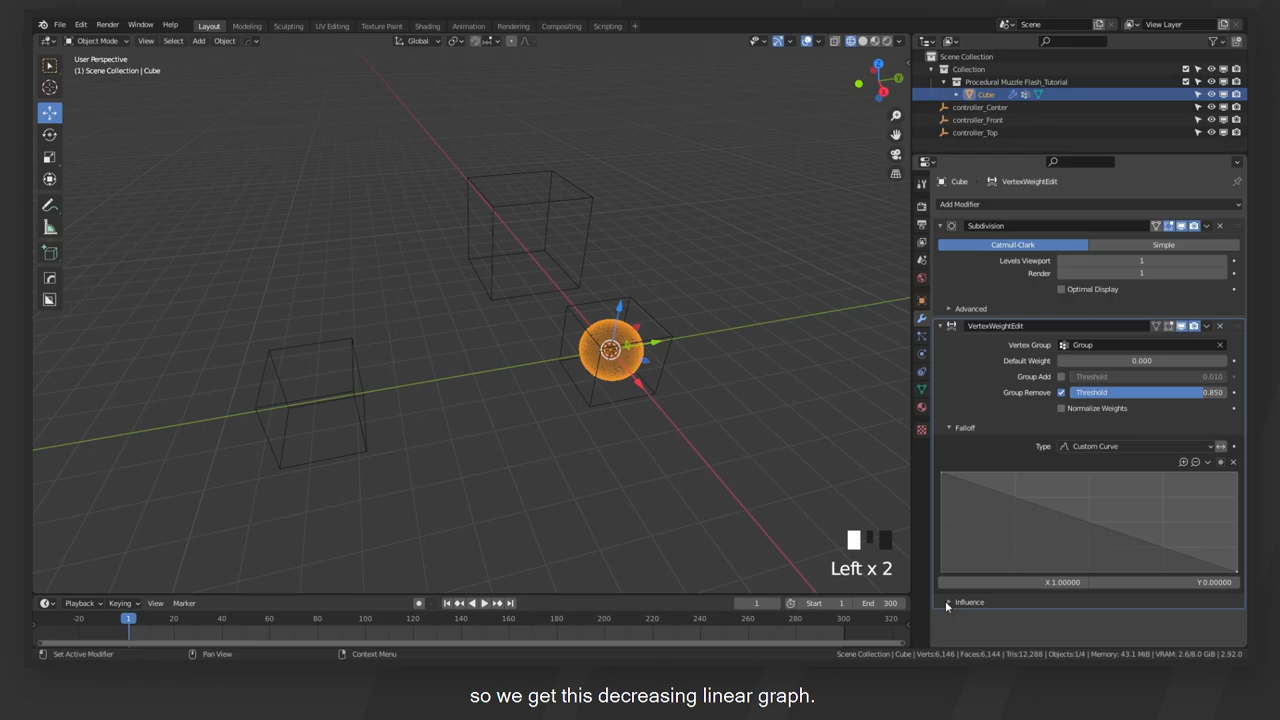 File Edit Render Window Help Layout Modeling Sculpting UV Editing Texture Paint Shading Animation Rendering Compositing Scripting + Scene View Layer
Object Mode View Select Add Object Global
User Perspective
(1) Scene Collection | Cube
Z
Y
X
Scene Collection
Collection
Procedural Muzzle Flash_Tutorial
Cube
controller_Center
controller_Front
controller_Top
Cube VertexWeightEdit
Add Modifier
Subdivision
Catmull-Clark Simple
Levels Viewport 1
Render 1
Optimal Display
Advanced
VertexWeightEdit
Vertex Group Group
Default Weight 0.000
Group Add Threshold 0.010
Group Remove Threshold 0.850
Normalize Weights
Falloff
Type Custom Curve
X 1.00000 Y 0.00000
Influence
Left x 2
Playback Keying View Marker 1 Start 1 End 300
-20 1 20 40 60 80 100 120 140 160 180 200 220 240 260 280 300 320
Set Active Modifier Pan View Context Menu Scene Collection | Cube | Verts:6,146 | Faces:6,144 | Tris:12,288 | Objects:1/4 | Memory: 43.1 MiB | VRAM: 2.6/8.0 GiB | 2.92.0
so we get this decreasing linear graph.